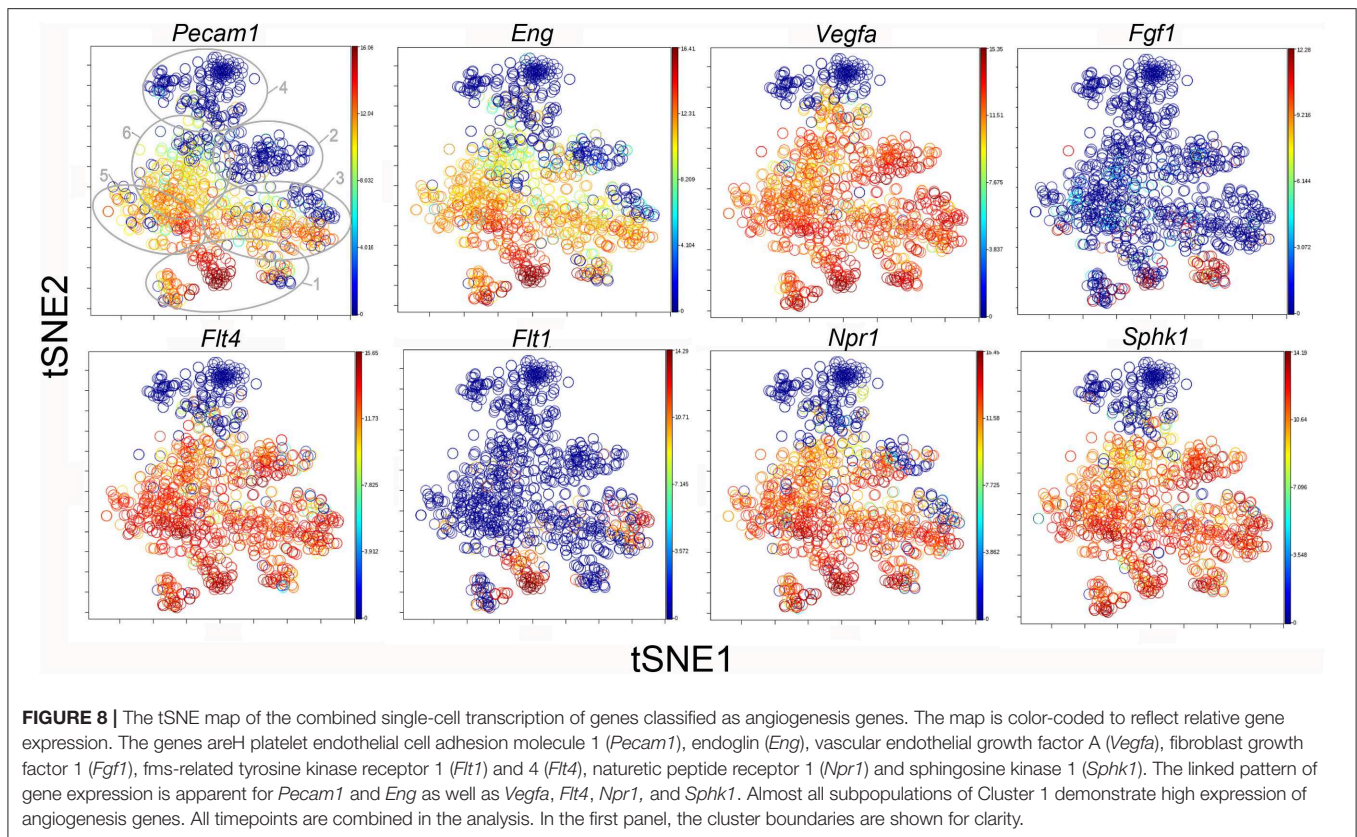 Pecam1 Eng Vegfa Fgf1
16.06 16.41 15.35 12.28
4
12.04 12.31 11.51 9.216
6 2
8.032 8.209 7.675 6.144
5 3
4.016 4.104 3.837 3.072
1
0 0 0 0
tSNE2
Flt4 Flt1 Npr1 Sphk1
15.65 14.29 15.45 14.19
11.73 10.71 11.58 10.64
7.825 7.145 7.725 7.096
3.912 3.572 3.862 3.548
0 0 0 0
tSNE1
FIGURE 8 | The tSNE map of the combined single-cell transcription of genes classified as angiogenesis genes. The map is color-coded to reflect relative gene
expression. The genes areH platelet endothelial cell adhesion molecule 1 (Pecam1), endoglin (Eng), vascular endothelial growth factor A (Vegfa), fibroblast growth
factor 1 (Fgf1), fms-related tyrosine kinase receptor 1 (Flt1) and 4 (Flt4), naturetic peptide receptor 1 (Npr1) and sphingosine kinase 1 (Sphk1). The linked pattern of
gene expression is apparent for Pecam1 and Eng as well as Vegfa, Flt4, Npr1, and Sphk1. Almost all subpopulations of Cluster 1 demonstrate high expression of
angiogenesis genes. All timepoints are combined in the analysis. In the first panel, the cluster boundaries are shown for clarity.